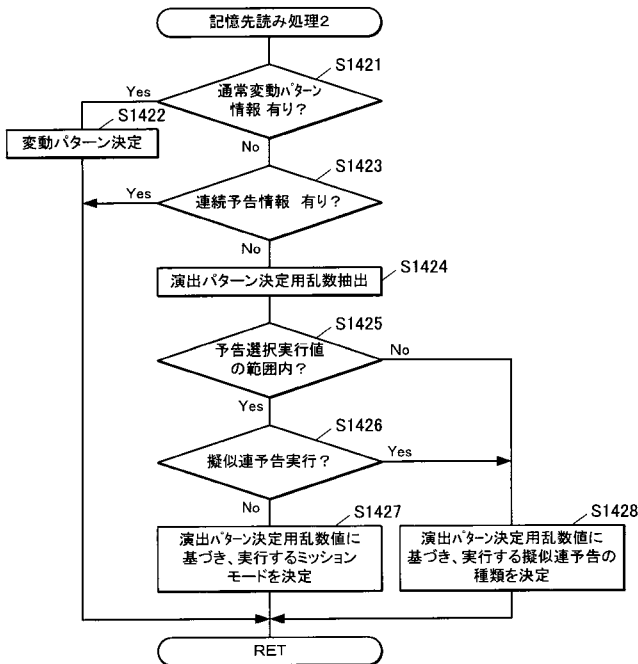 記憶先読み処理2
S1421
通常変動パターン
情報 有り?
Yes
S1422
変動パターン決定
No
S1423
連続予告情報 有り?
Yes
No
S1424
演出パターン決定用乱数抽出
S1425
予告選択実行値
の範囲内?
No
Yes
S1426
擬似連予告実行?
Yes
No
S1427
演出パターン決定用乱数値に
基づき、実行するミッション
モードを決定
S1428
演出パターン決定用乱数値に
基づき、実行する擬似連予告の
種類を決定
RET